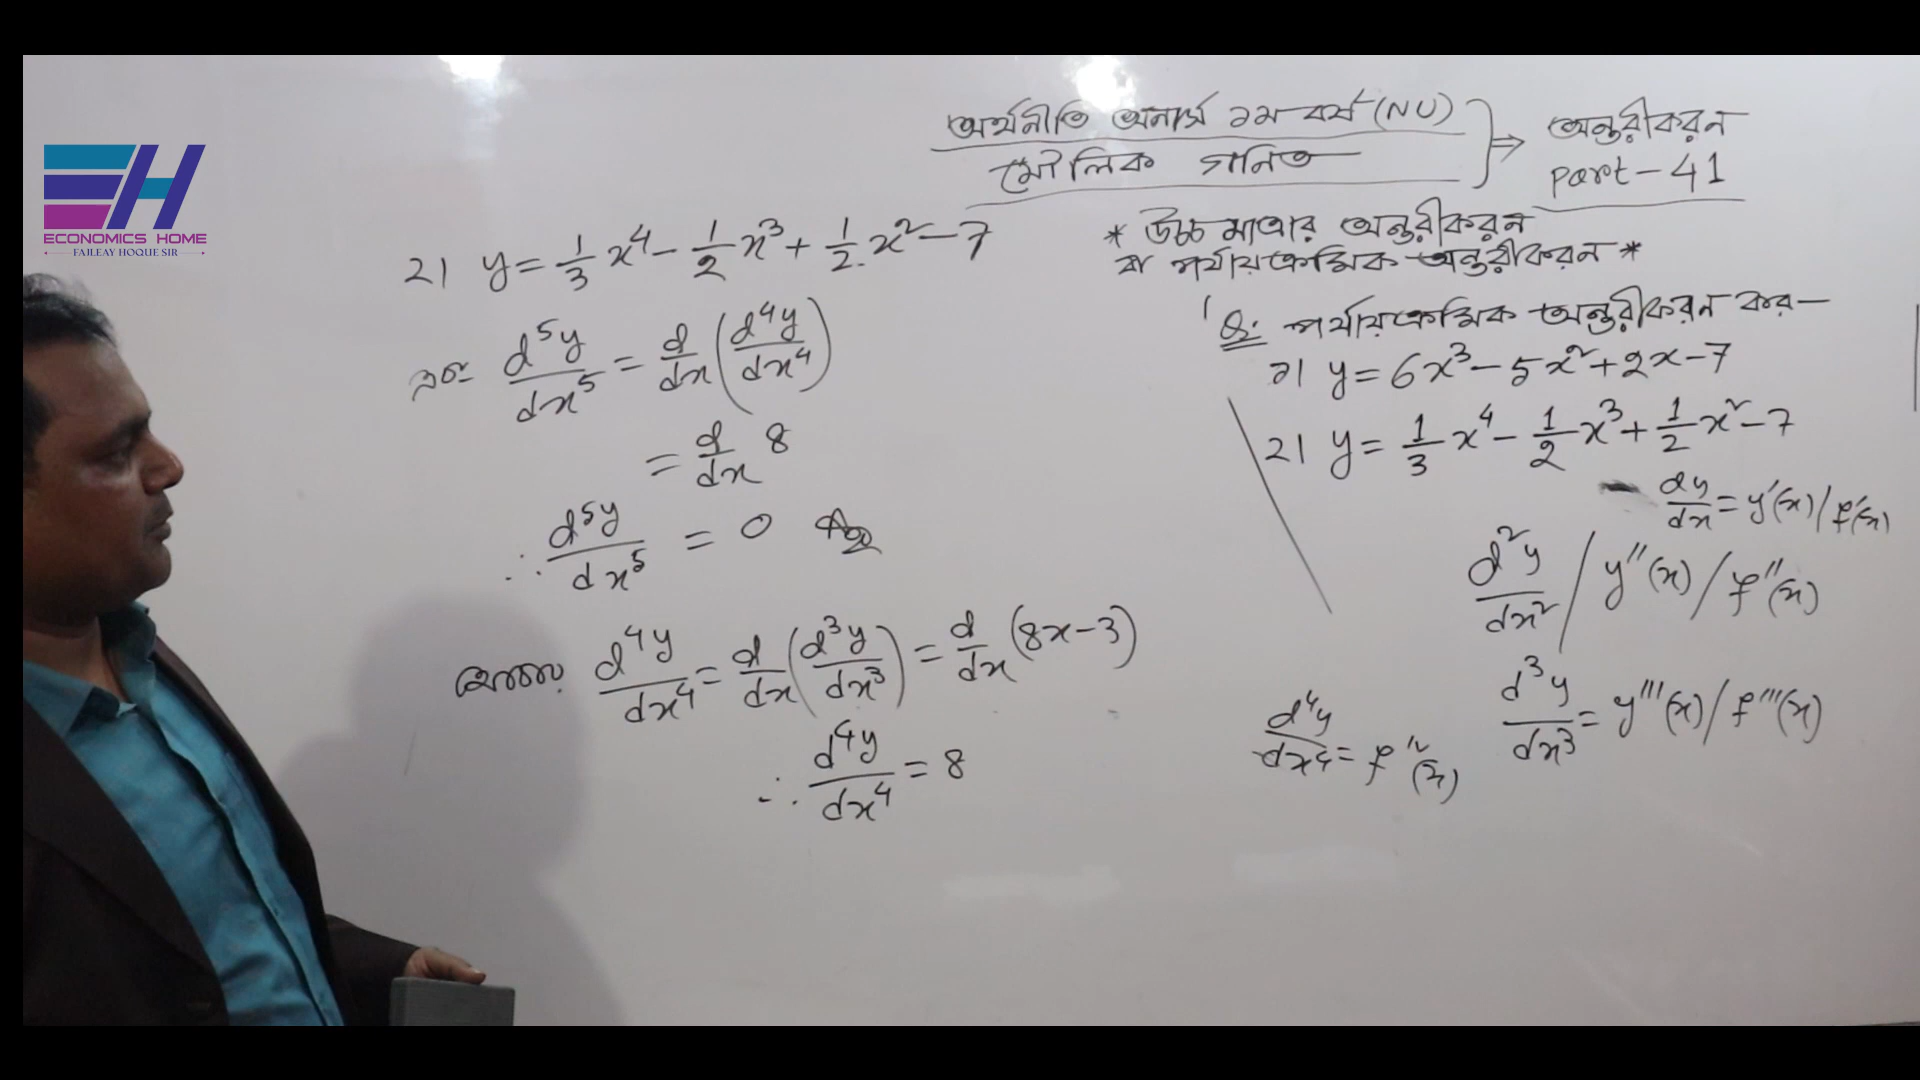 EH
ECONOMICS HOME
FAILEAY HOQUE SIR
অর্থনীতি অনার্স ১ম বর্ষ (NU)
মৌলিক গনিত
⇒ অন্তরীকরন
part - 41
* উচ্চ মাত্রার অন্তরীকরন
বা পর্যায়ক্রমিক অন্তরীকরন *
Q: পর্যায়ক্রমিক অন্তরীকরন কর—
১। y = 6x³ - 5x² + 2x - 7
২। y = 1/3 x⁴ - 1/2 x³ + 1/2 x² - 7
dy/dx = y'(x) / f'(x)
d²y/dx² / y''(x) / f''(x)
d³y/dx³ = y'''(x) / f'''(x)
d⁴y/dx⁴ = f^iv(x)
২। y = 1/3 x⁴ - 1/2 x³ + 1/2 x² - 7
d⁵y/dx⁵ = d/dx (d⁴y/dx⁴)
= d/dx 8
∴ d⁵y/dx⁵ = 0
d⁴y/dx⁴ = d/dx (d³y/dx³) = d/dx (8x - 3)
∴ d⁴y/dx⁴ = 8